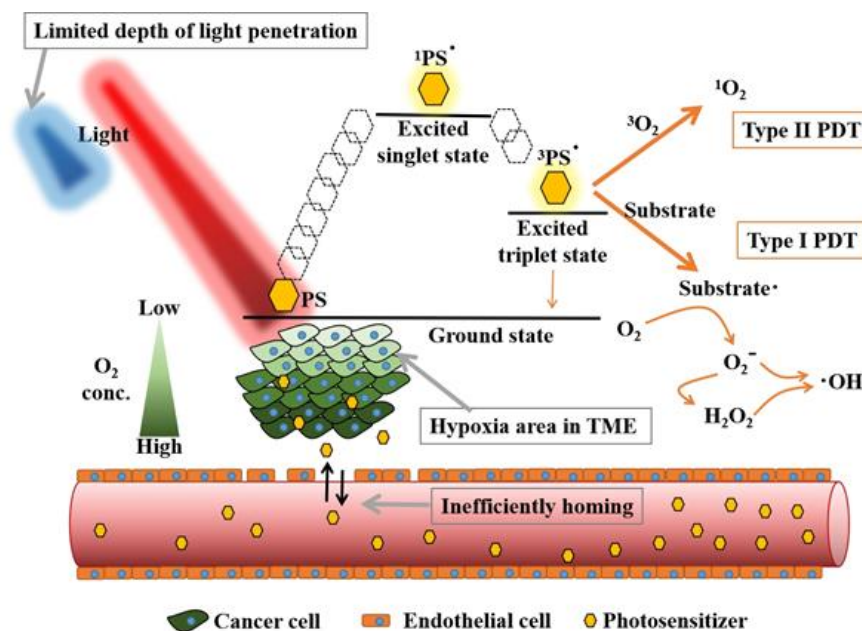 Limited depth of light penetration
Light
¹PS•
Excited
singlet state
³PS•
Excited
triplet state
³O₂
¹O₂
Type II PDT
Substrate
Type I PDT
Substrate•
PS
Ground state
Low
O₂
conc.
High
Hypoxia area in TME
O₂
O₂⁻
•OH
H₂O₂
Inefficiently homing
Cancer cell
Endothelial cell
Photosensitizer